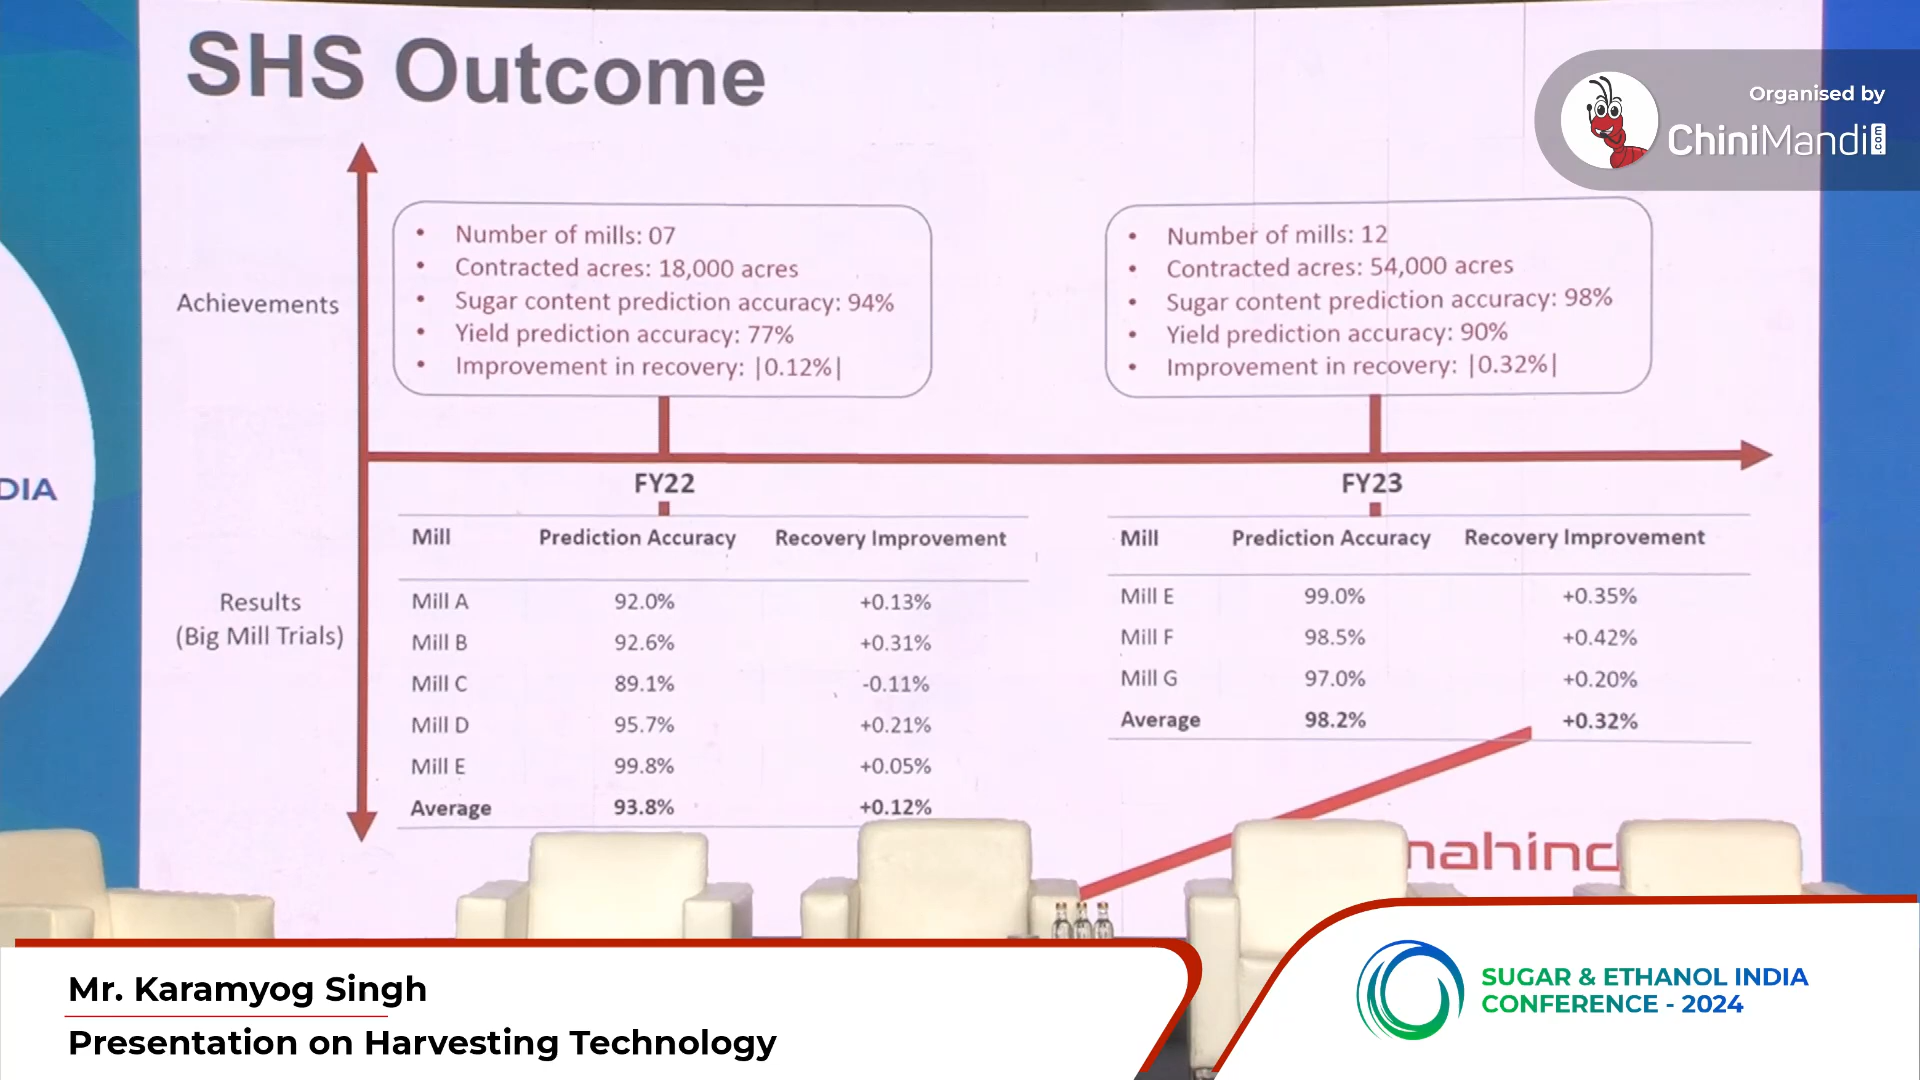 SHS Outcome
Organised by
ChiniMandi.com
Achievements
• Number of mills: 07
• Contracted acres: 18,000 acres
• Sugar content prediction accuracy: 94%
• Yield prediction accuracy: 77%
• Improvement in recovery: |0.12%|
• Number of mills: 12
• Contracted acres: 54,000 acres
• Sugar content prediction accuracy: 98%
• Yield prediction accuracy: 90%
• Improvement in recovery: |0.32%|
DIA
FY22
FY23
Results
(Big Mill Trials)
Mill Prediction Accuracy Recovery Improvement
Mill A 92.0% +0.13%
Mill B 92.6% +0.31%
Mill C 89.1% -0.11%
Mill D 95.7% +0.21%
Mill E 99.8% +0.05%
Average 93.8% +0.12%
Mill Prediction Accuracy Recovery Improvement
Mill E 99.0% +0.35%
Mill F 98.5% +0.42%
Mill G 97.0% +0.20%
Average 98.2% +0.32%
mahind
Mr. Karamyog Singh
Presentation on Harvesting Technology
SUGAR & ETHANOL INDIA
CONFERENCE - 2024